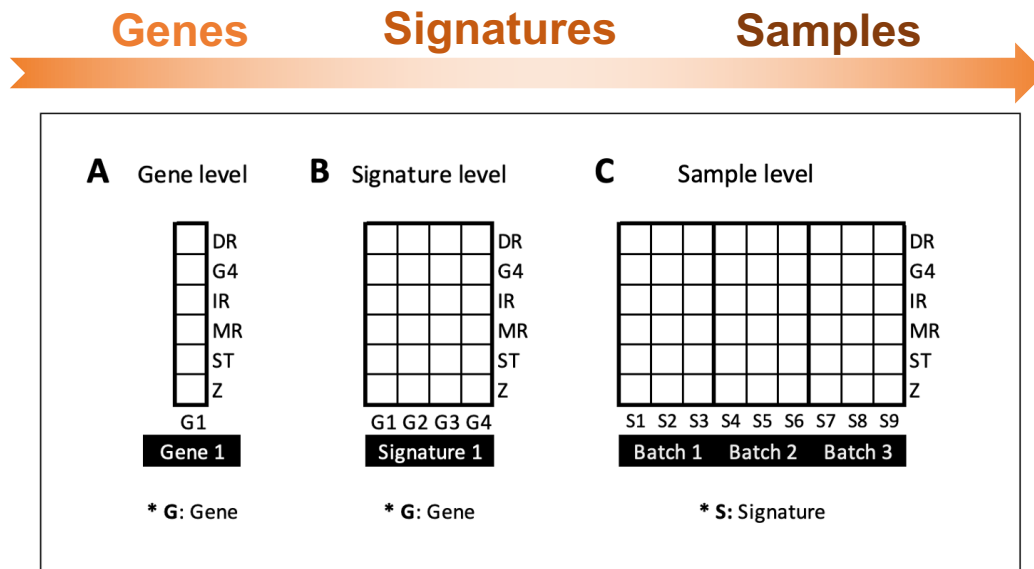 Genes Signatures Samples
A Gene level B Signature level C Sample level
DR DR DR
G4 G4 G4
IR IR IR
MR MR MR
ST ST ST
Z Z Z
G1 G1 G2 G3 G4 S1 S2 S3 S4 S5 S6 S7 S8 S9
Gene 1 Signature 1 Batch 1 Batch 2 Batch 3
* G: Gene * G: Gene * S: Signature